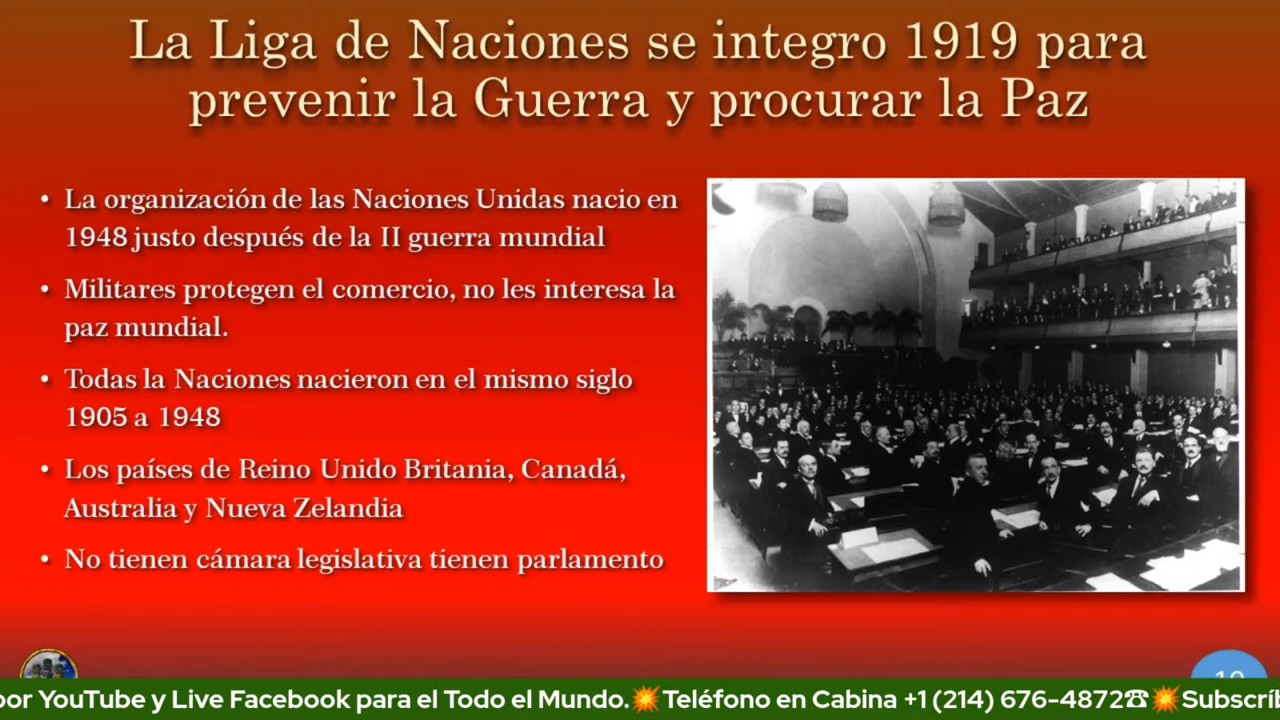 La Liga de Naciones se integro 1919 para
prevenir la Guerra y procurar la Paz
• La organización de las Naciones Unidas nacio en
1948 justo después de la II guerra mundial
• Militares protegen el comercio, no les interesa la
paz mundial.
• Todas la Naciones nacieron en el mismo siglo
1905 a 1948
• Los países de Reino Unido Britania, Canadá,
Australia y Nueva Zelandia
• No tienen cámara legislativa tienen parlamento
por YouTube y Live Facebook para el Todo el Mundo.💥Teléfono en Cabina +1 (214) 676-4872☎💥Subscríb